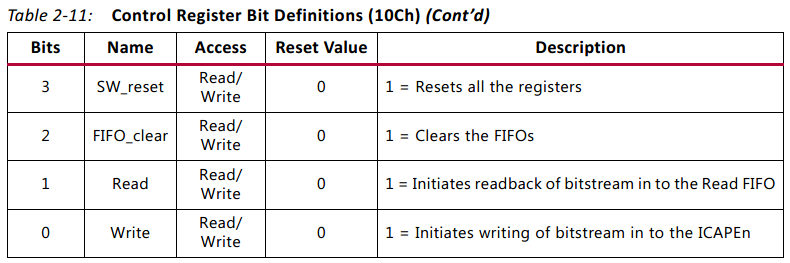 Table 2-11: Control Register Bit Definitions (10Ch) (Cont'd)
Bits Name Access Reset Value Description
3 SW_reset Read/ Write 0 1 = Resets all the registers
2 FIFO_clear Read/ Write 0 1 = Clears the FIFOs
1 Read Read/ Write 0 1 = Initiates readback of bitstream in to the Read FIFO
0 Write Read/ Write 0 1 = Initiates writing of bitstream in to the ICAPEn